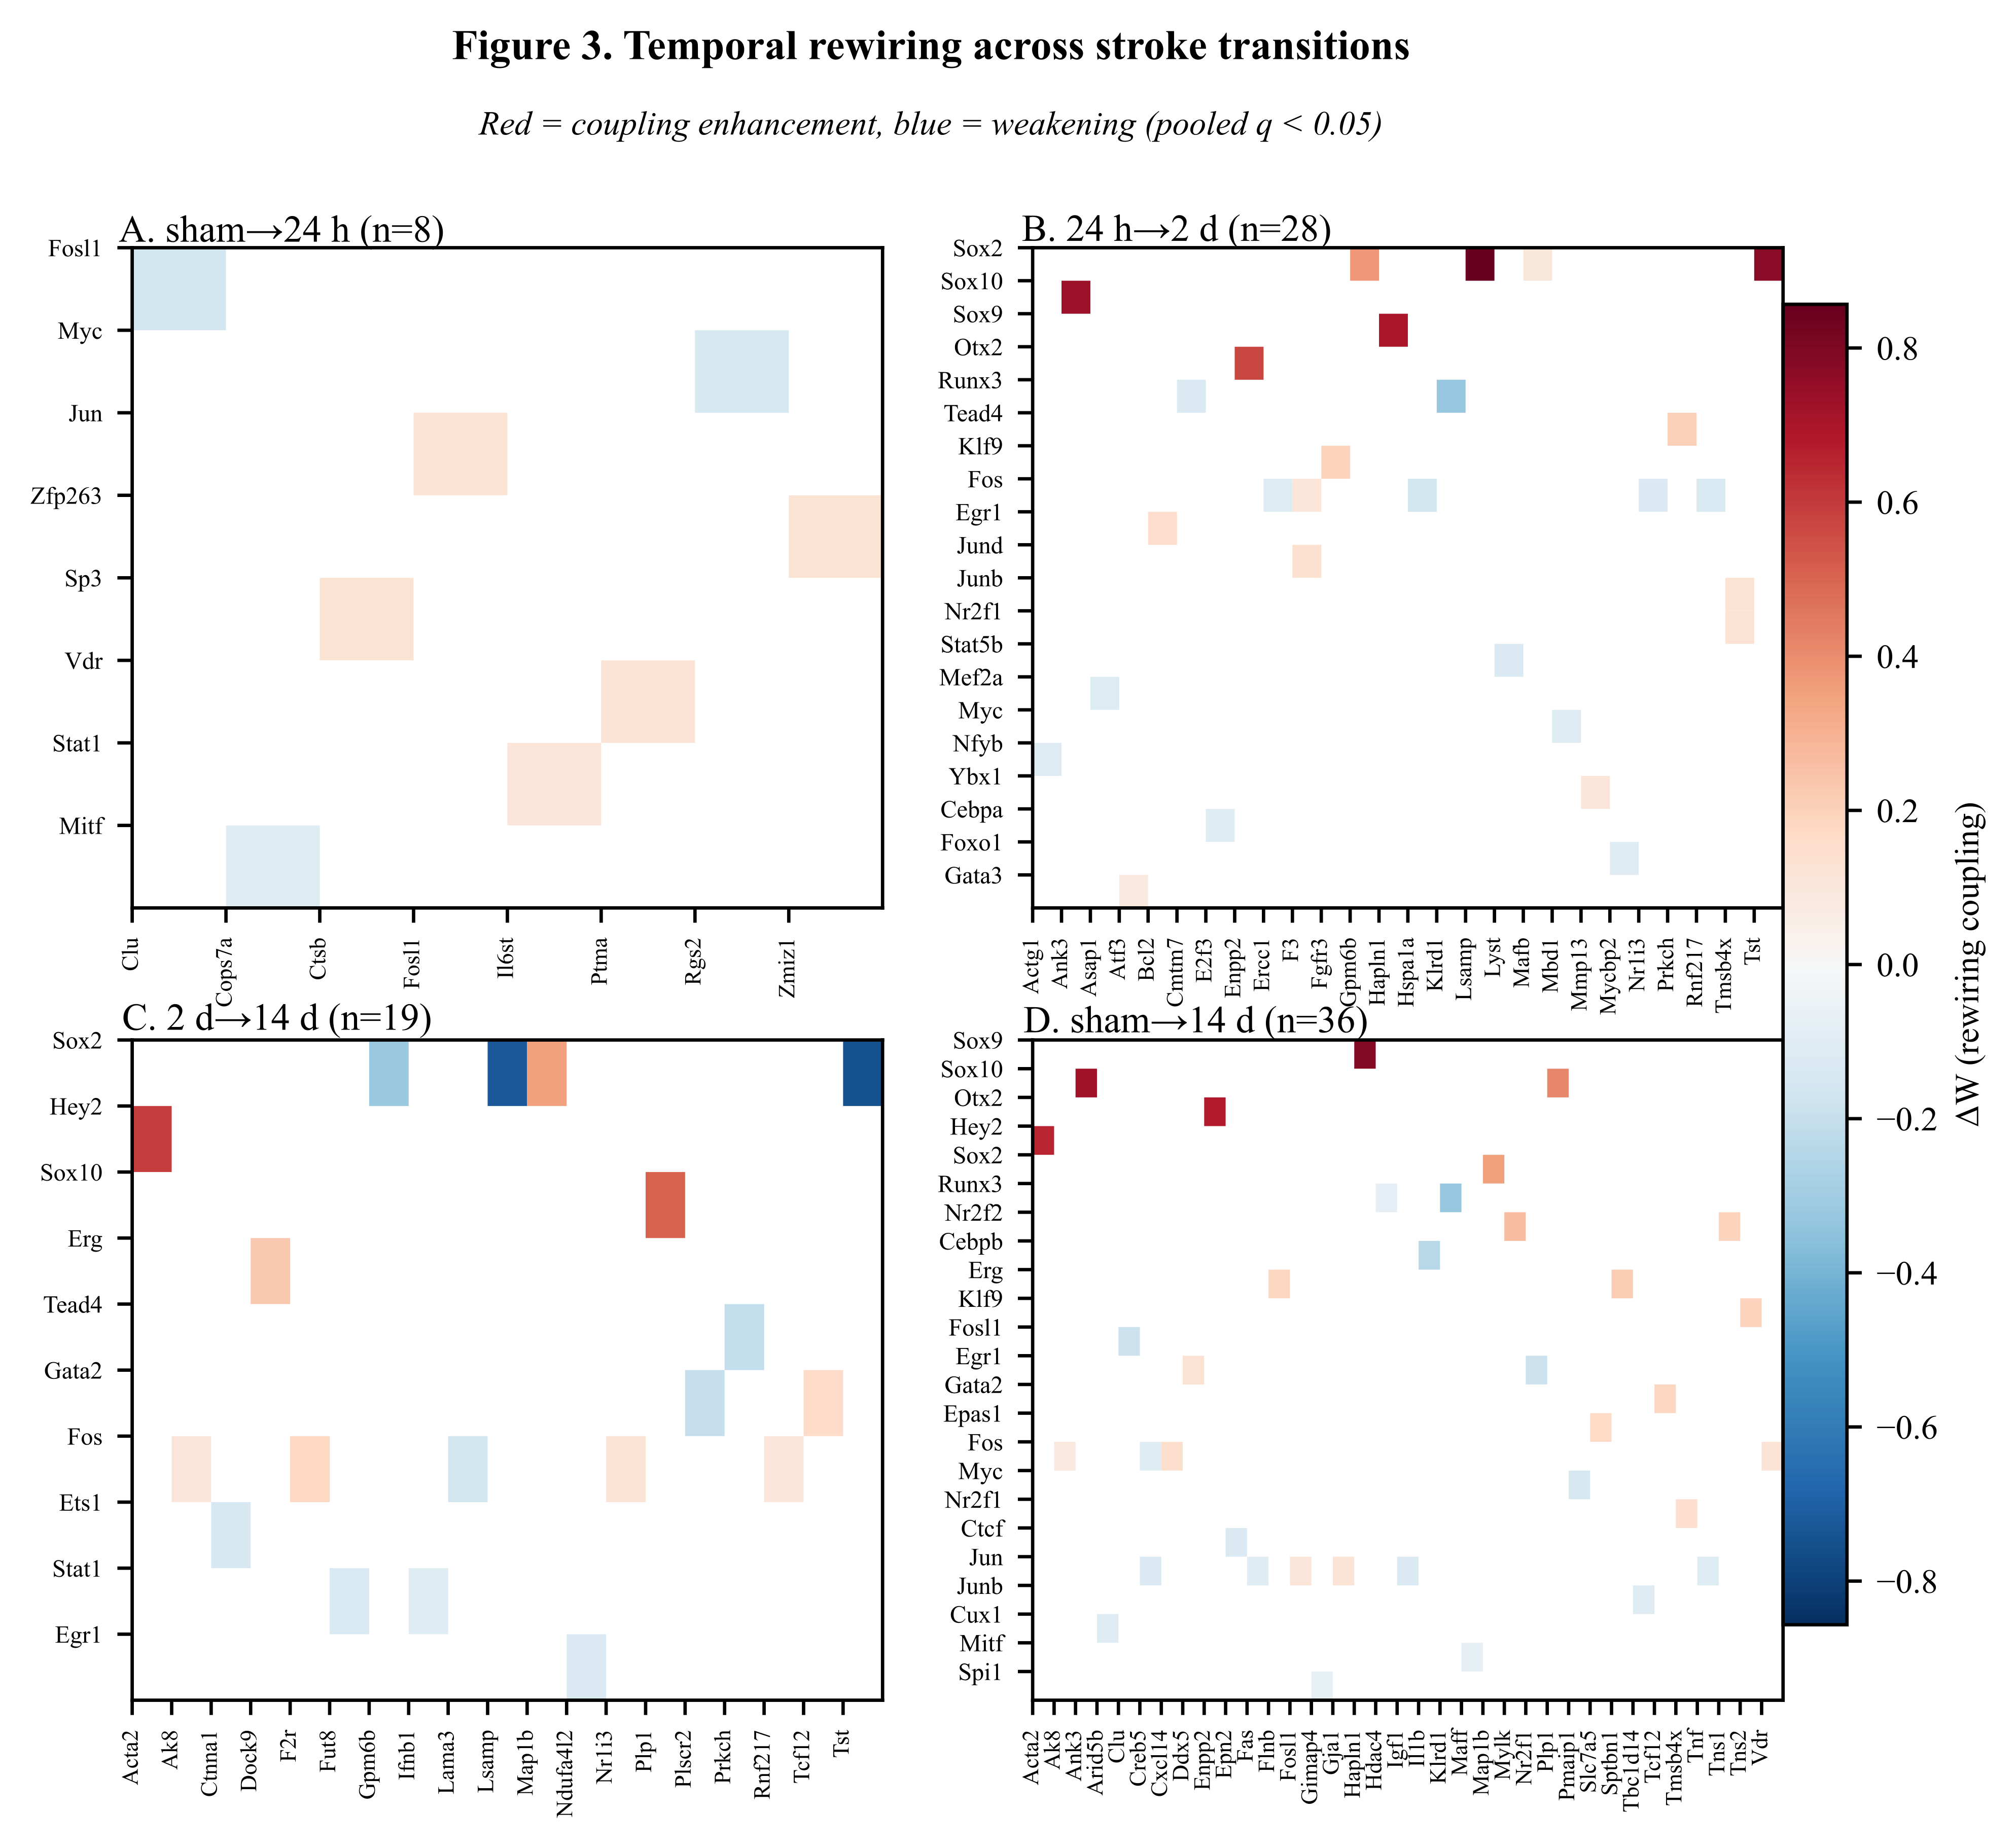 Figure 3. Temporal rewiring across stroke transitions
Red = coupling enhancement, blue = weakening (pooled q < 0.05)
A. sham→24 h (n=8)
Fosl1
Myc
Jun
Zfp263
Sp3
Vdr
Stat1
Mitf
Clu
Cops7a
Ctsb
Fosl1
Il6st
Ptma
Rgs2
Zmiz1
B. 24 h→2 d (n=28)
Sox2
Sox10
Sox9
Otx2
Runx3
Tead4
Klf9
Fos
Egr1
Jund
Junb
Nr2f1
Stat5b
Mef2a
Myc
Nfyb
Ybx1
Cebpa
Foxo1
Gata3
Actg1
Ank3
Asap1
Atf3
Bcl2
Cmtm7
E2f3
Enpp2
Ercc1
F3
Fgfr3
Gpm6b
Hapln1
Hspa1a
Klrd1
Lsamp
Lyst
Mafb
Mbd1
Mmp13
Mycbp2
Nr1i3
Prkch
Rnf217
Tmsb4x
Tst
C. 2 d→14 d (n=19)
Sox2
Hey2
Sox10
Erg
Tead4
Gata2
Fos
Ets1
Stat1
Egr1
Acta2
Ak8
Ctnna1
Dock9
F2r
Fut8
Gpm6b
Ifnb1
Lama3
Lsamp
Map1b
Ndufa4l2
Nr1i3
Plp1
Plscr2
Prkch
Rnf217
Tcf12
Tst
D. sham→14 d (n=36)
Sox9
Sox10
Otx2
Hey2
Sox2
Runx3
Nr2f2
Cebpb
Erg
Klf9
Fosl1
Egr1
Gata2
Epas1
Fos
Myc
Nr2f1
Ctcf
Jun
Junb
Cux1
Mitf
Spi1
Acta2
Ak8
Ank3
Arid5b
Clu
Creb5
Cxcl14
Ddx5
Enpp2
Epn2
Fas
Flnb
Fosl1
Gimap4
Gja1
Hapln1
Hdac4
Igf1
Il1b
Klrd1
Maff
Map1b
Mylk
Nr2f1
Plp1
Pmaip1
Slc7a5
Sptbn1
Tbc1d14
Tcf12
Tmsb4x
Tnf
Tns1
Tns2
Vdr
0.8
0.6
0.4
0.2
0.0
−0.2
−0.4
−0.6
−0.8
ΔW (rewiring coupling)